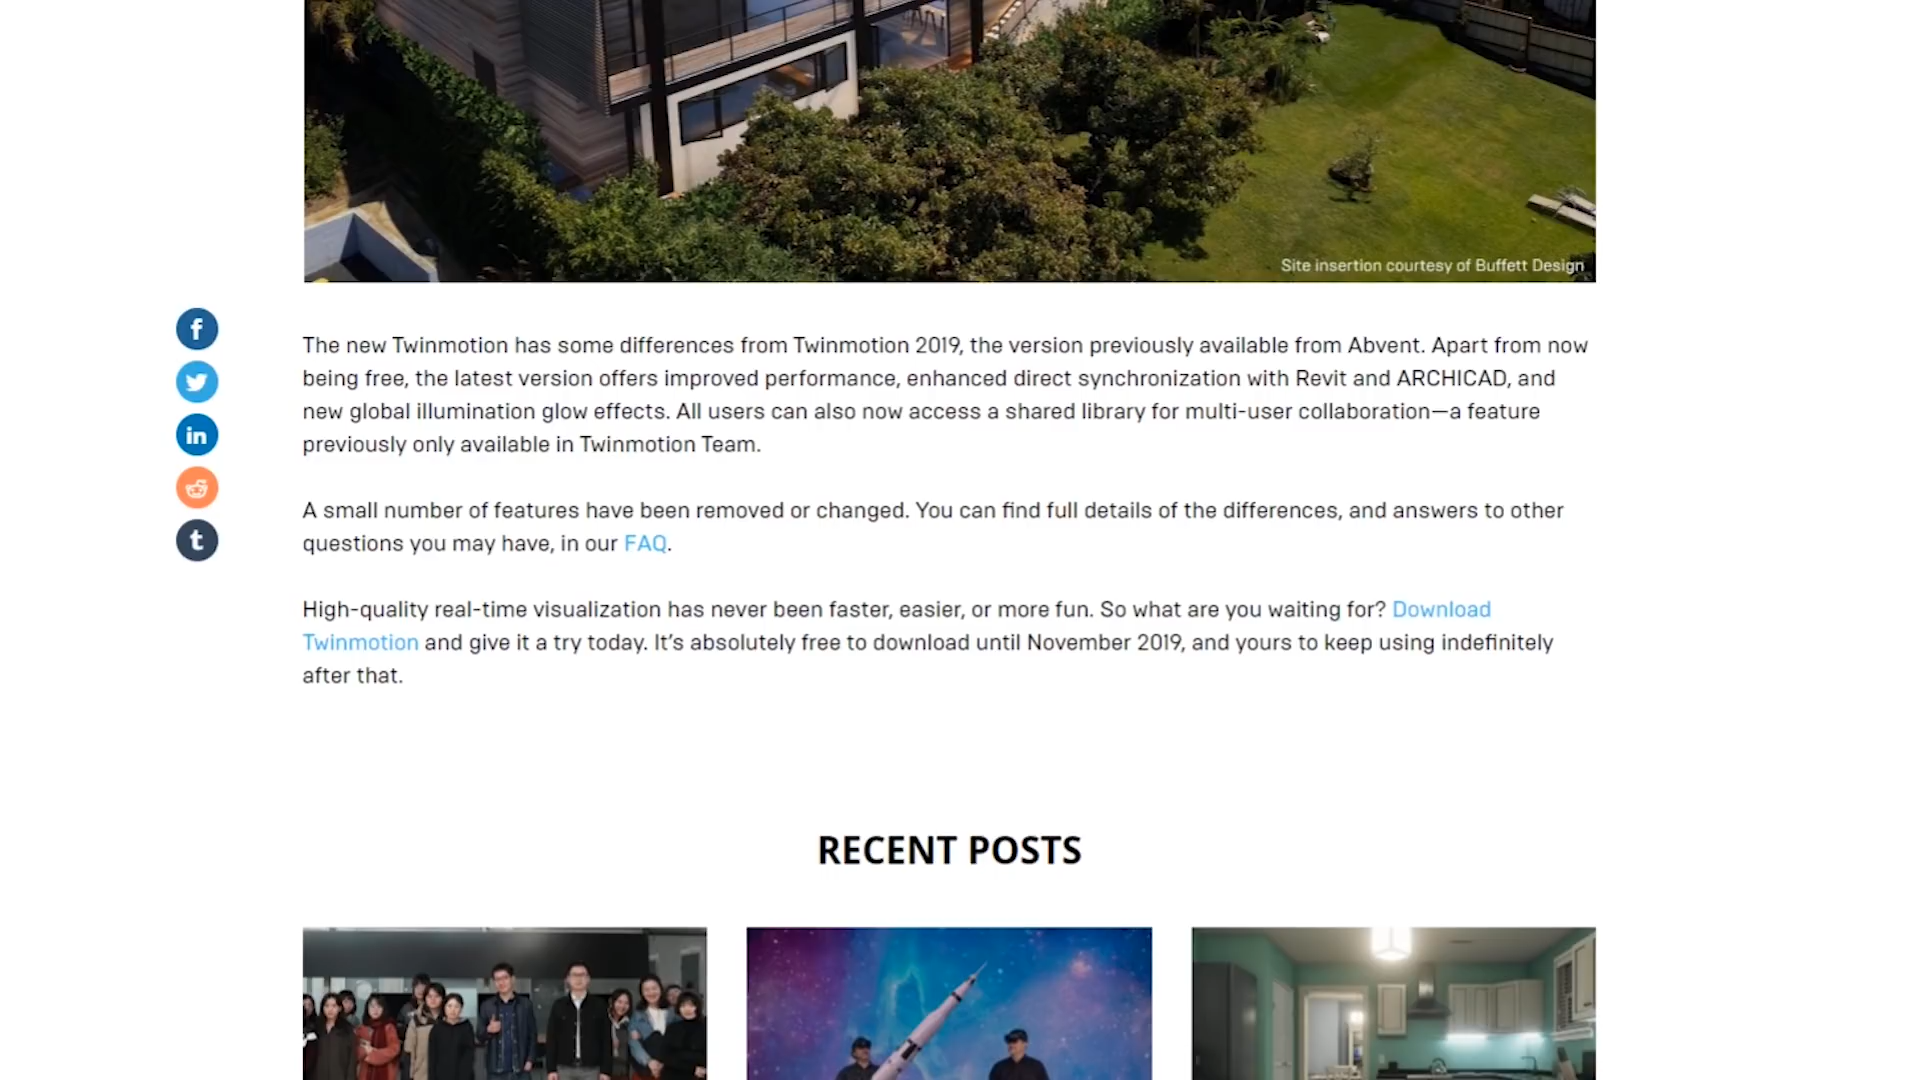 Site insertion courtesy of Buffett Design
The new Twinmotion has some differences from Twinmotion 2019, the version previously available from Abvent. Apart from now
being free, the latest version offers improved performance, enhanced direct synchronization with Revit and ARCHICAD, and
new global illumination glow effects. All users can also now access a shared library for multi-user collaboration—a feature
previously only available in Twinmotion Team.
A small number of features have been removed or changed. You can find full details of the differences, and answers to other
questions you may have, in our FAQ.
High-quality real-time visualization has never been faster, easier, or more fun. So what are you waiting for? Download
Twinmotion and give it a try today. It's absolutely free to download until November 2019, and yours to keep using indefinitely
after that.
RECENT POSTS